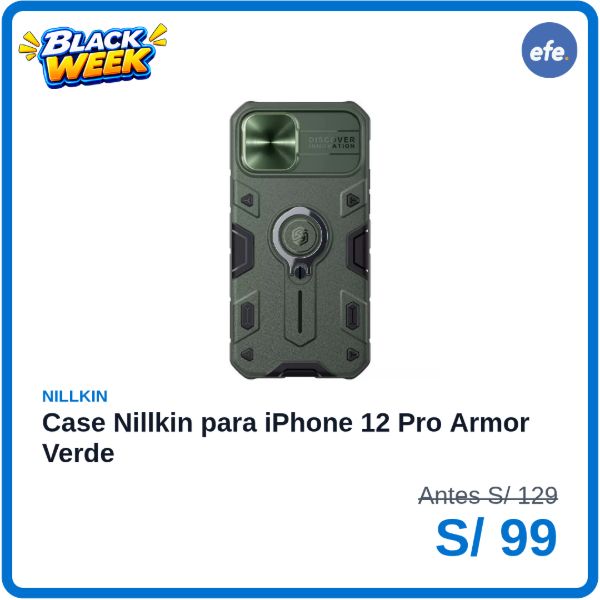 BLACK
WEEK
efe.
DISCOVER
INNOVATION
NILLKIN
Case Nillkin para iPhone 12 Pro Armor
Verde
Antes S/ 129
S/ 99